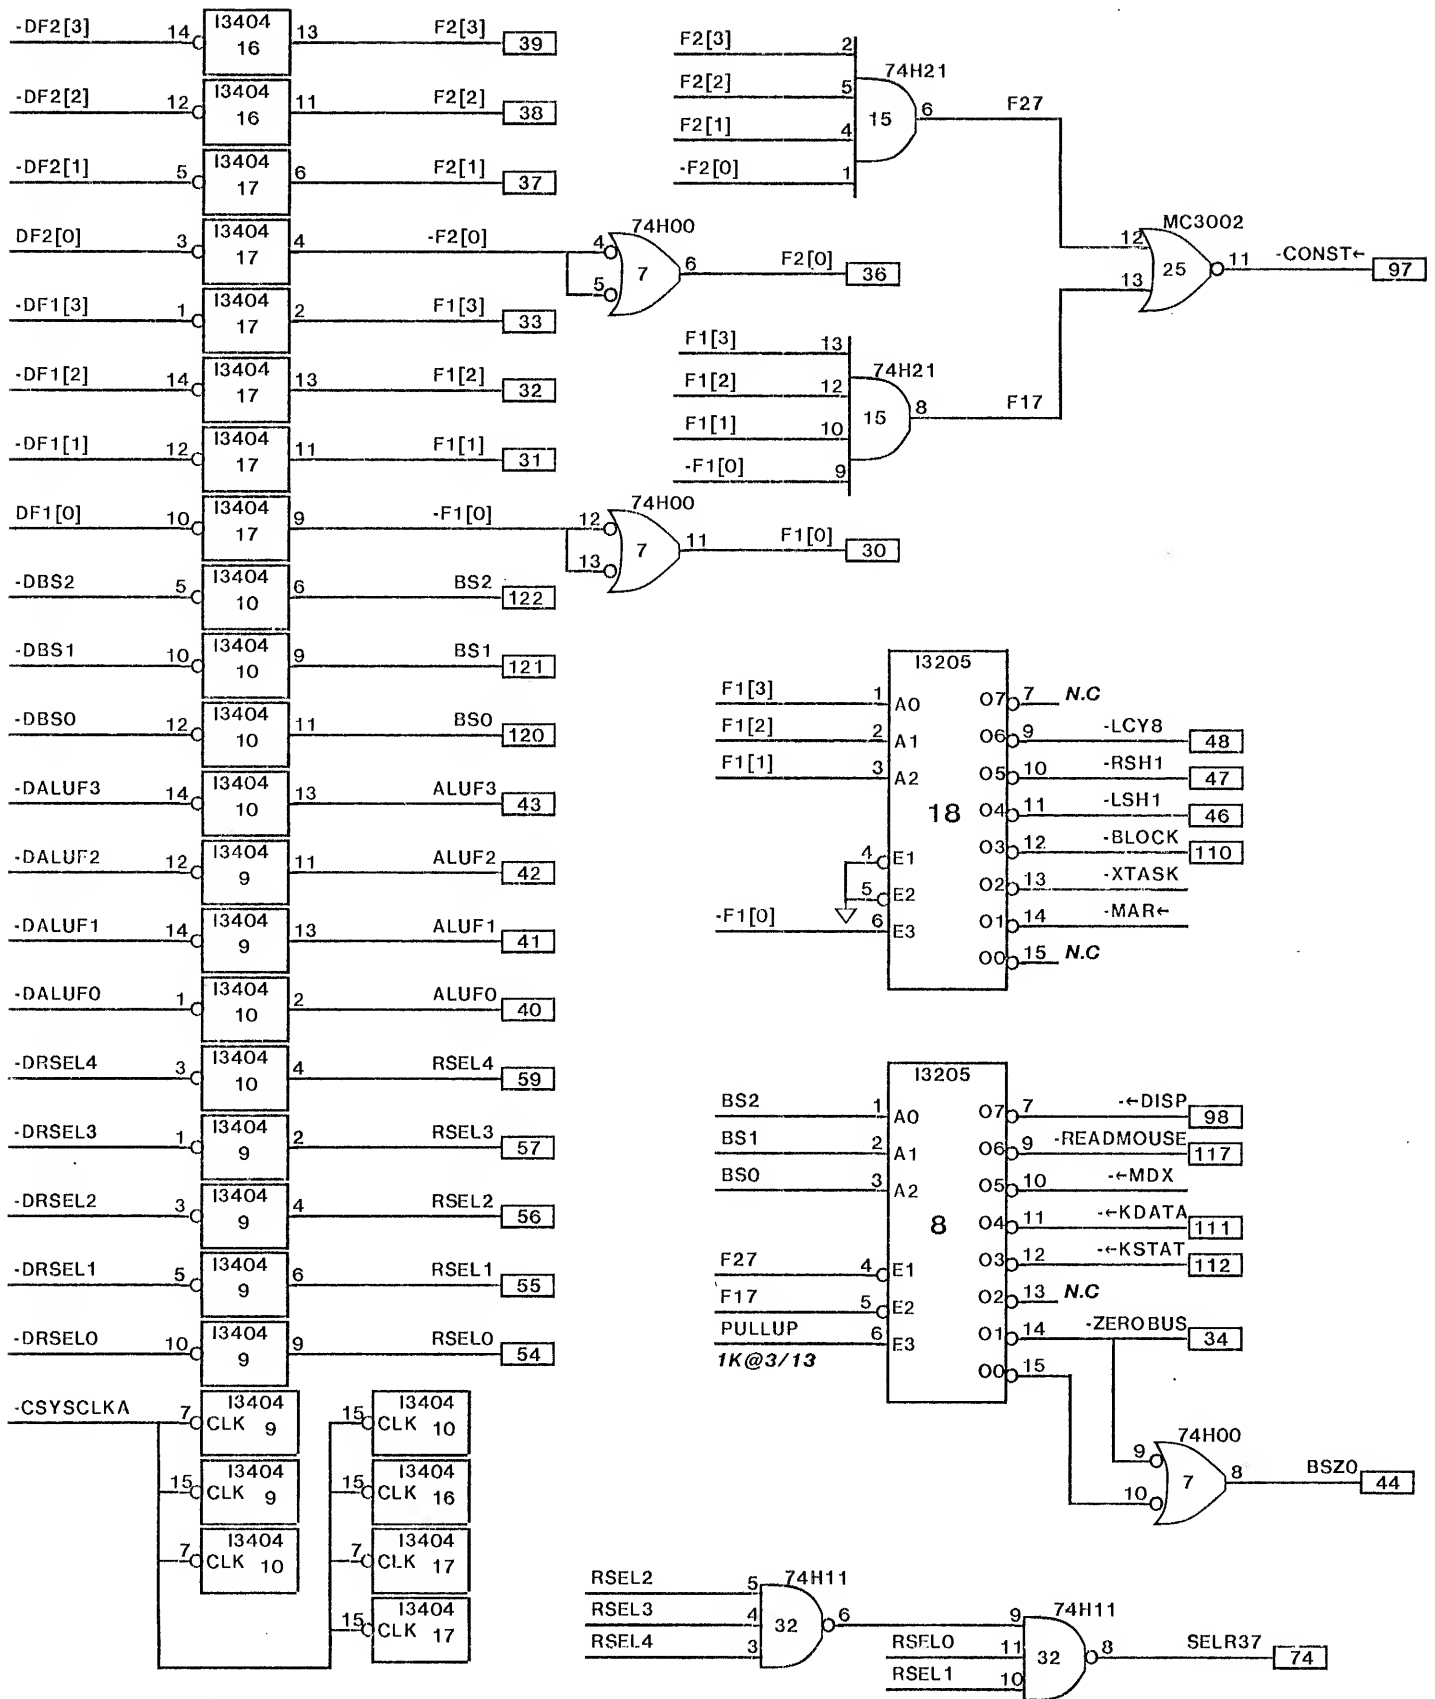 -DF2[3] 14 I3404 16 13 F2[3] 39
-DF2[2] 12 I3404 16 11 F2[2] 38
-DF2[1] 5 I3404 17 6 F2[1] 37
DF2[0] 3 I3404 17 4 -F2[0]
-DF1[3] 1 I3404 17 2 F1[3] 33
-DF1[2] 14 I3404 17 13 F1[2] 32
-DF1[1] 12 I3404 17 11 F1[1] 31
DF1[0] 10 I3404 17 9 -F1[0]
-DBS2 5 I3404 10 6 BS2 122
-DBS1 10 I3404 10 9 BS1 121
-DBS0 12 I3404 10 11 BS0 120
-DALUF3 14 I3404 10 13 ALUF3 43
-DALUF2 12 I3404 9 11 ALUF2 42
-DALUF1 14 I3404 9 13 ALUF1 41
-DALUF0 1 I3404 10 2 ALUF0 40
-DRSEL4 3 I3404 10 4 RSEL4 59
-DRSEL3 1 I3404 9 2 RSEL3 57
-DRSEL2 3 I3404 9 4 RSEL2 56
-DRSEL1 5 I3404 9 6 RSEL1 55
-DRSEL0 10 I3404 9 9 RSEL0 54
-CSYSCLKA
7 CLK I3404 9
15 CLK I3404 9
7 CLK I3404 10
15 CLK I3404 10
15 CLK I3404 16
7 CLK I3404 17
15 CLK I3404 17
74H00
4
5 7 6 F2[0] 36
74H00
12
13 7 11 F1[0] 30
F2[3] 2
F2[2] 5
F2[1] 4
-F2[0] 1
74H21
15 6 F27
F1[3] 13
F1[2] 12
F1[1] 10
-F1[0] 9
74H21
15 8 F17
MC3002
12
13 25 11 -CONST← 97
I3205
18
F1[3] 1 A0
F1[2] 2 A1
F1[1] 3 A2
4 E1
5 E2
-F1[0] 6 E3
O7 7 N.C
O6 9 -LCY8 48
O5 10 -RSH1 47
O4 11 -LSH1 46
O3 12 -BLOCK 110
O2 13 -XTASK
O1 14 -MAR←
O0 15 N.C
I3205
8
BS2 1 A0
BS1 2 A1
BS0 3 A2
F27 4 E1
F17 5 E2
PULLUP 6 E3
1K@3/13
O7 7 -←DISP 98
O6 9 -READMOUSE 117
O5 10 -←MDX
O4 11 -←KDATA 111
O3 12 -←KSTAT 112
O2 13 N.C
O1 14 -ZEROBUS 34
O0 15
74H00
9
10 7 8 BSZ0 44
RSEL2 5
RSEL3 4
RSEL4 3
74H11
32 6
9
RSEL0 11
RSEL1 10
74H11
32 8 SELR37 74